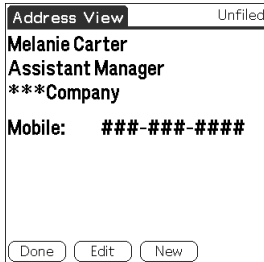 Address View
Unfiled
Melanie Carter
Assistant Manager
***Company
Mobile: ###-###-####
Done Edit New